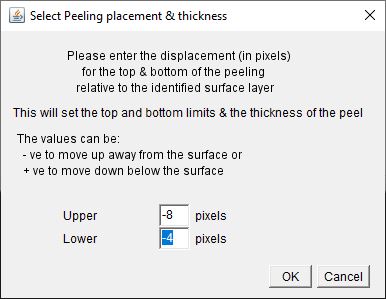 Select Peeling placement & thickness
Please enter the displacement (in pixels)
for the top & bottom of the peeling
relative to the identified surface layer
This will set the top and bottom limits & the thickness of the peel
The values can be:
- ve to move up away from the surface or
+ ve to move down below the surface
Upper -8 pixels
Lower -4 pixels
OK Cancel